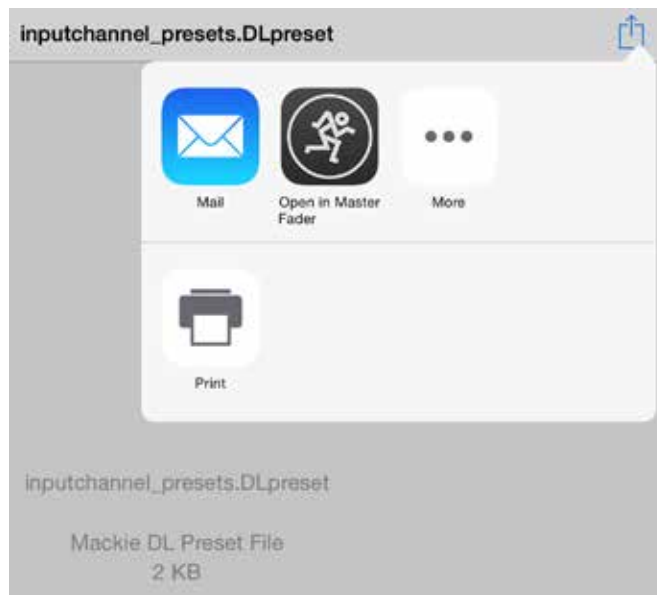 inputchannel_presets.DLpreset
Mail
Open in Master
Fader
More
Print
inputchannel_presets.DLpreset
Mackie DL Preset File
2 KB